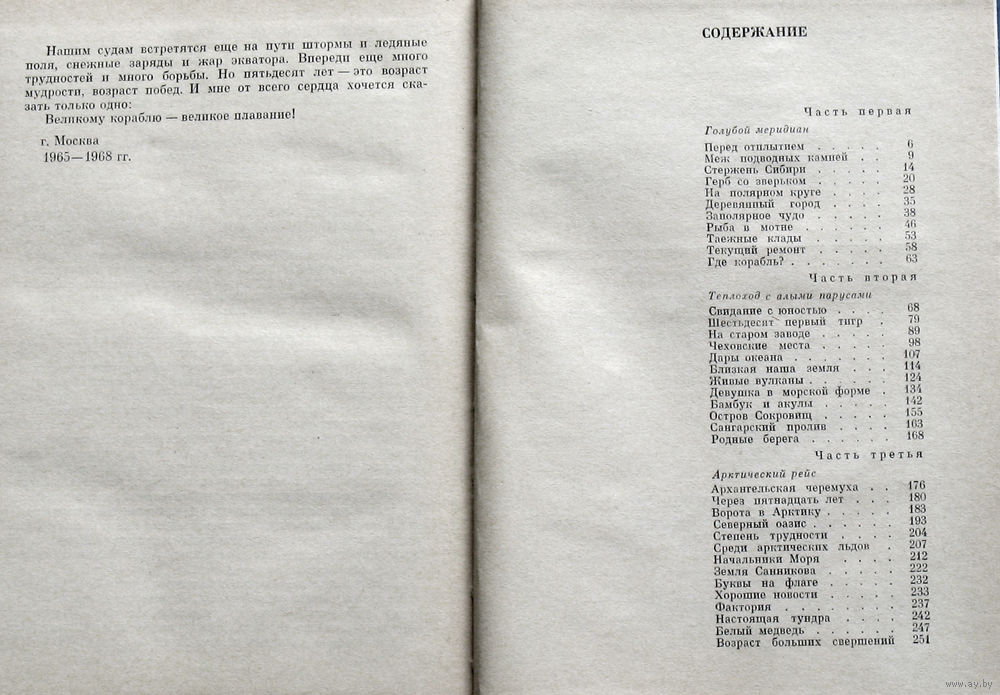 Нашим судам встретятся еще на пути штормы и ледяные
поля, снежные заряды и жар экватора. Впереди еще много
трудностей и много борьбы. Но пятьдесят лет — это возраст
мудрости, возраст побед. И мне от всего сердца хочется ска-
зать только одно:
Великому кораблю — великое плавание!
г. Москва
1965—1968 гг.
СОДЕРЖАНИЕ
Часть первая
Голубой меридиан
Перед отплытием . . . . . 6
Меж подводных камней . . 9
Стержень Сибири . . . . . 14
Герб со зверьком . . . . . 20
На полярном круге . . . . 28
Деревянный город . . . . 35
Заполярное чудо . . . . . 38
Рыба в мотне . . . . . . 46
Таежные клады . . . . . 53
Текущий ремонт . . . . . 58
Где корабль? . . . . . . . 63
Часть вторая
Теплоход с алыми парусами
Свидание с юностью . . . . 68
Шестьдесят первый тигр . 79
На старом заводе . . . . . 89
Чеховские места . . . . . 98
Дары океана . . . . . . . 107
Близкая наша земля . . . 114
Живые вулканы . . . . . . 124
Девушка в морской форме . 134
Бамбук и акулы . . . . . 142
Остров Сокровищ . . . . . 155
Сангарский пролив . . . . 163
Родные берега . . . . . . 168
Часть третья
Арктический рейс
Архангельская черемуха . . 176
Через пятнадцать лет . . . 180
Ворота в Арктику . . . . . 183
Северный оазис . . . . . . 193
Степень трудности . . . . 204
Среди арктических льдов . 207
Начальники Моря . . . 212
Земля Санникова . . . . . 222
Буквы на флаге . . . . . 232
Хорошие новости . . . . . 233
Фактория . . . . . . . . 237
Настоящая тундра . . . . 242
Белый медведь . . . . . . 247
Возраст больших свершений 251
www.ay.by